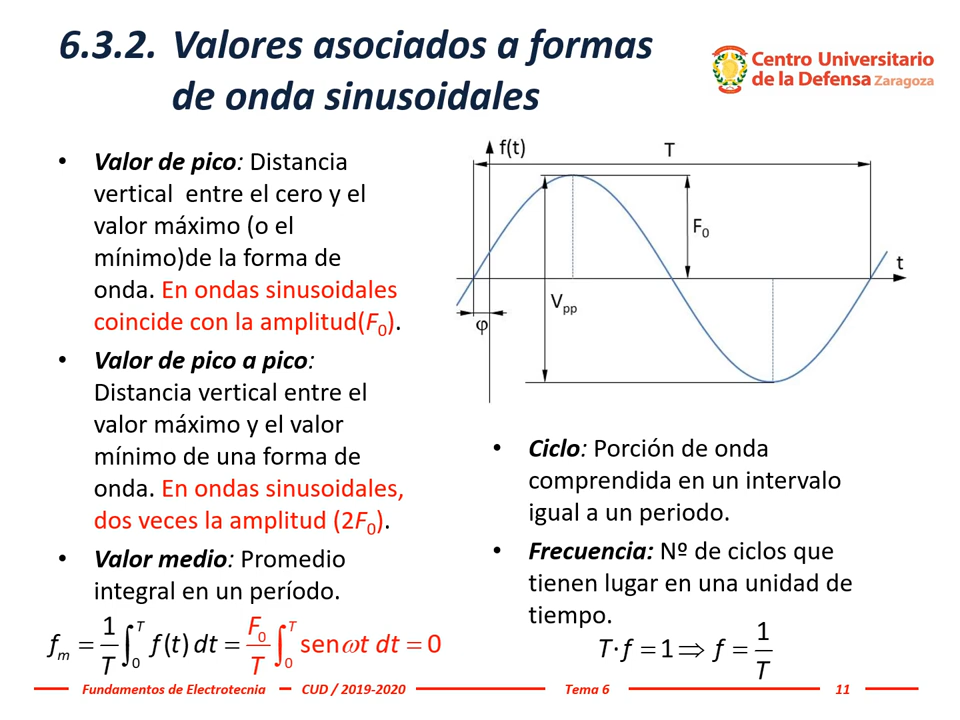 6.3.2. Valores asociados a formas
de onda sinusoidales
Centro Universitario
de la Defensa Zaragoza
• Valor de pico: Distancia
vertical entre el cero y el
valor máximo (o el
mínimo)de la forma de
onda. En ondas sinusoidales
coincide con la amplitud(F₀).
• Valor de pico a pico:
Distancia vertical entre el
valor máximo y el valor
mínimo de una forma de
onda. En ondas sinusoidales,
dos veces la amplitud (2F₀).
• Valor medio: Promedio
integral en un período.
fₘ = 1/T ∫₀ᵀ f(t) dt = F₀/T ∫₀ᵀ sen ωt dt = 0
f(t)
T
F₀
t
Vpp
φ
• Ciclo: Porción de onda
comprendida en un intervalo
igual a un periodo.
• Frecuencia: Nº de ciclos que
tienen lugar en una unidad de
tiempo.
T·f = 1 ⇒ f = 1/T
Fundamentos de Electrotecnia CUD / 2019-2020 Tema 6 11